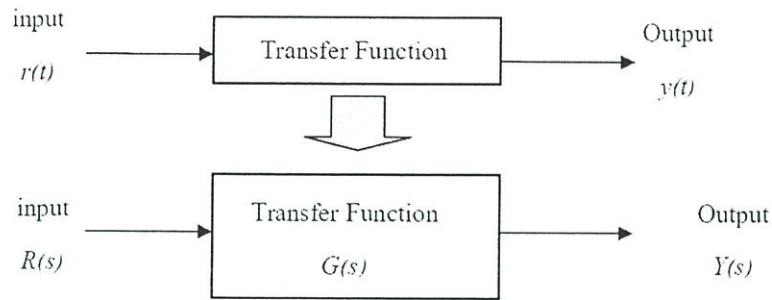 input
r(t)
Transfer Function
Output
y(t)
input
R(s)
Transfer Function
G(s)
Output
Y(s)